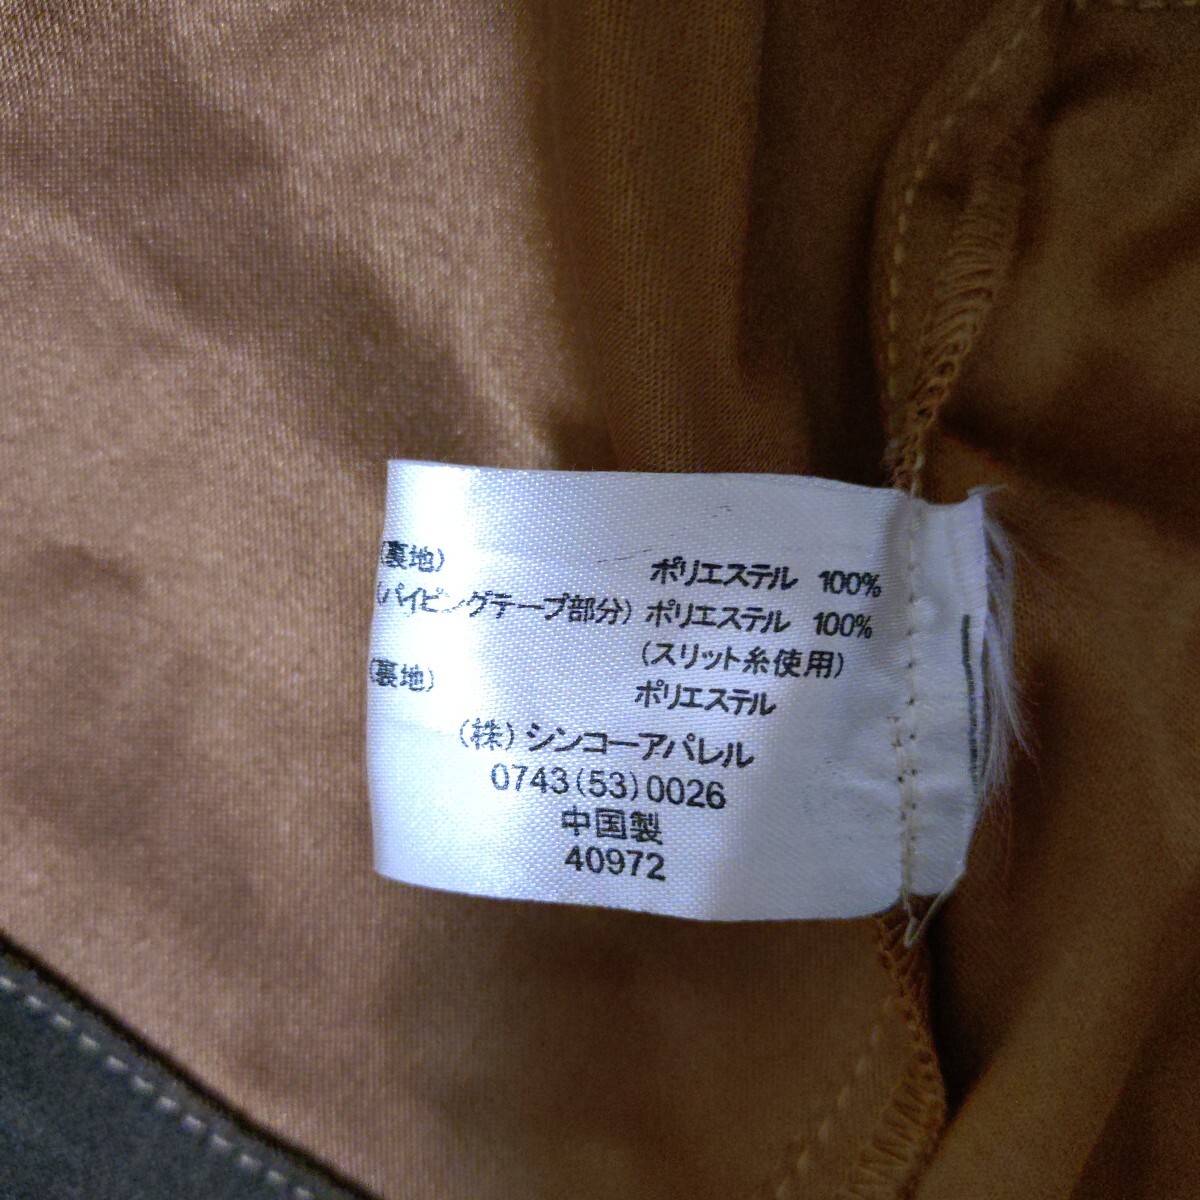 (裏地) ポリエステル 100%
(パイピングテープ部分) ポリエステル 100%
(スリット糸使用)
(裏地) ポリエステル
(株) シンコーアパレル
0743(53)0026
中国製
40972